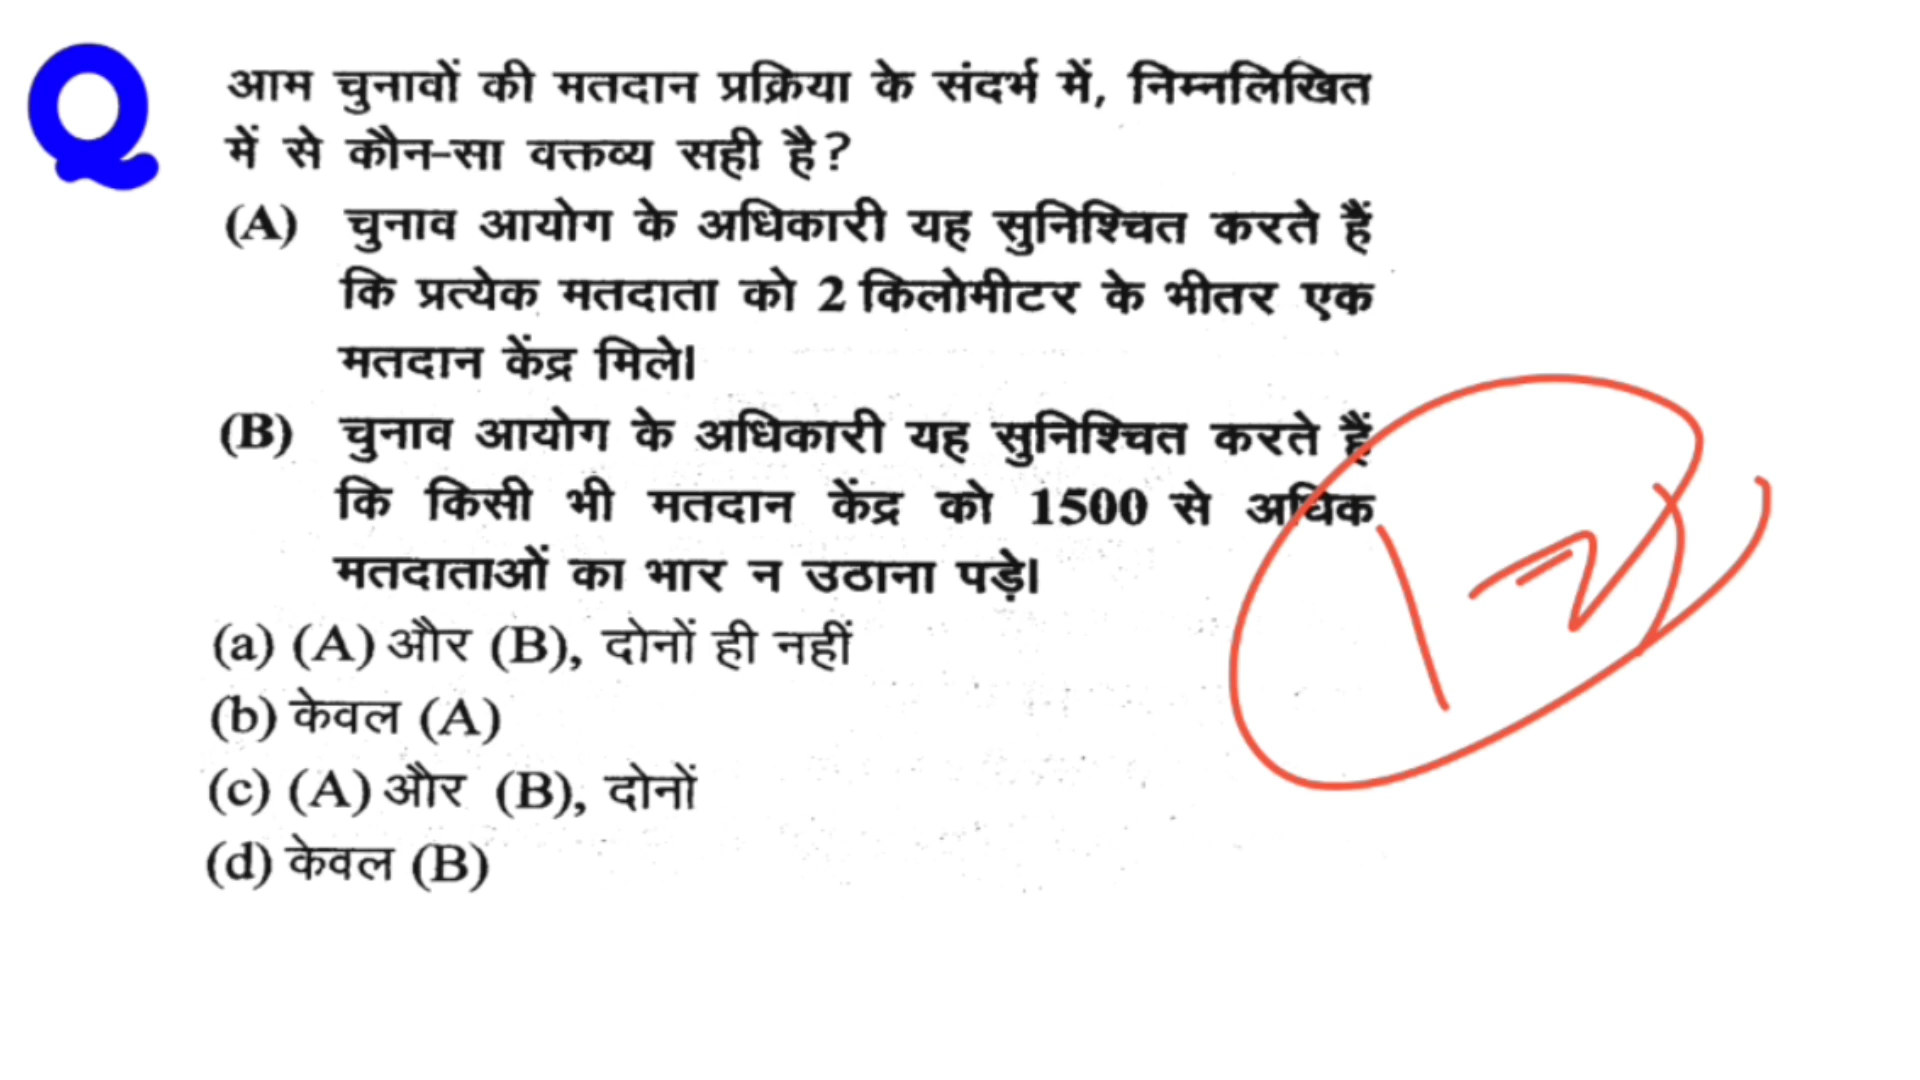 Q
आम चुनावों की मतदान प्रक्रिया के संदर्भ में, निम्नलिखित
में से कौन-सा वक्तव्य सही है?
(A) चुनाव आयोग के अधिकारी यह सुनिश्चित करते हैं
कि प्रत्येक मतदाता को 2 किलोमीटर के भीतर एक
मतदान केंद्र मिले।
(B) चुनाव आयोग के अधिकारी यह सुनिश्चित करते हैं
कि किसी भी मतदान केंद्र को 1500 से अधिक
मतदाताओं का भार न उठाना पड़े।
(a) (A) और (B), दोनों ही नहीं
(b) केवल (A)
(c) (A) और (B), दोनों
(d) केवल (B)